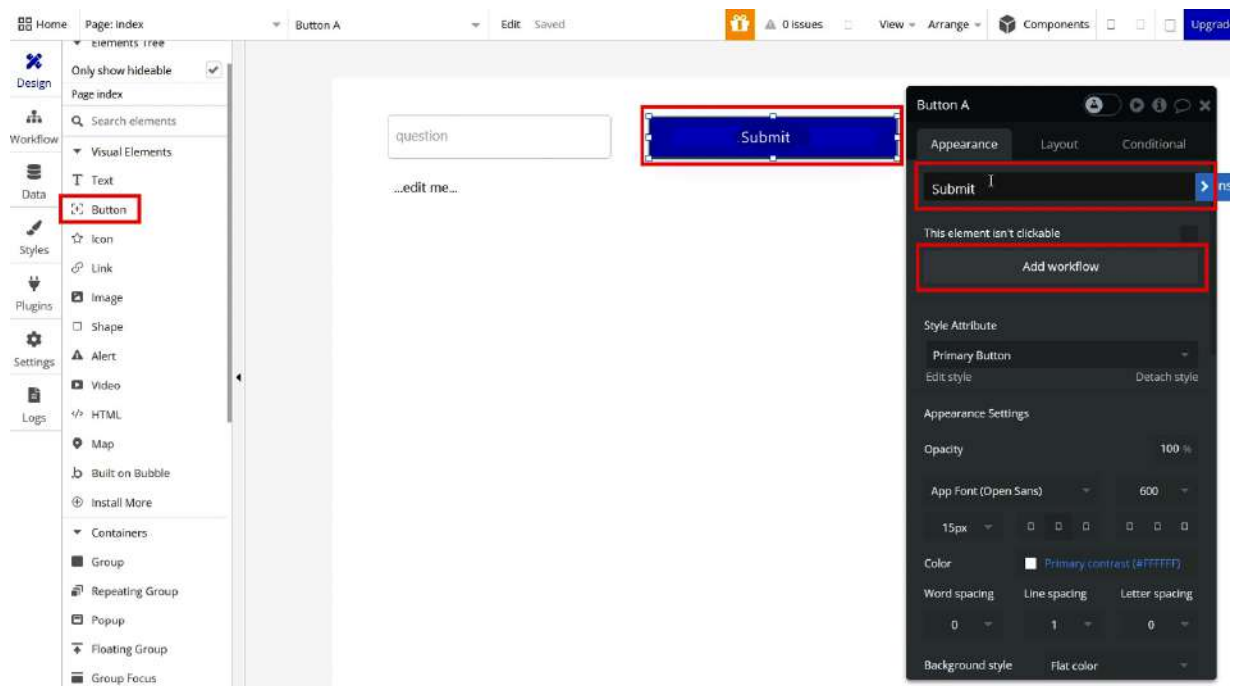 Home Page: Index Button A Edit Saved 0 issues View Arrange Components Upgrad
Elements Tree
Only show hideable
Page index
Search elements
Design
Workflow
Data
Styles
Plugins
Settings
Logs
Visual Elements
Text
Button
Icon
Link
Image
Shape
Alert
Video
HTML
Map
Built on Bubble
Install More
Containers
Group
Repeating Group
Popup
Floating Group
Group Focus
question
Submit
...edit me...
Button A
Appearance Layout Conditional
Submit
This element isn't clickable
Add workflow
Style Attribute
Primary Button
Edit style Detach style
Appearance Settings
Opacity 100 %
App Font (Open Sans) 600
15px
Color Primary contrast (#FFFFFF)
Word spacing Line spacing Letter spacing
0 1 0
Background style Flat color